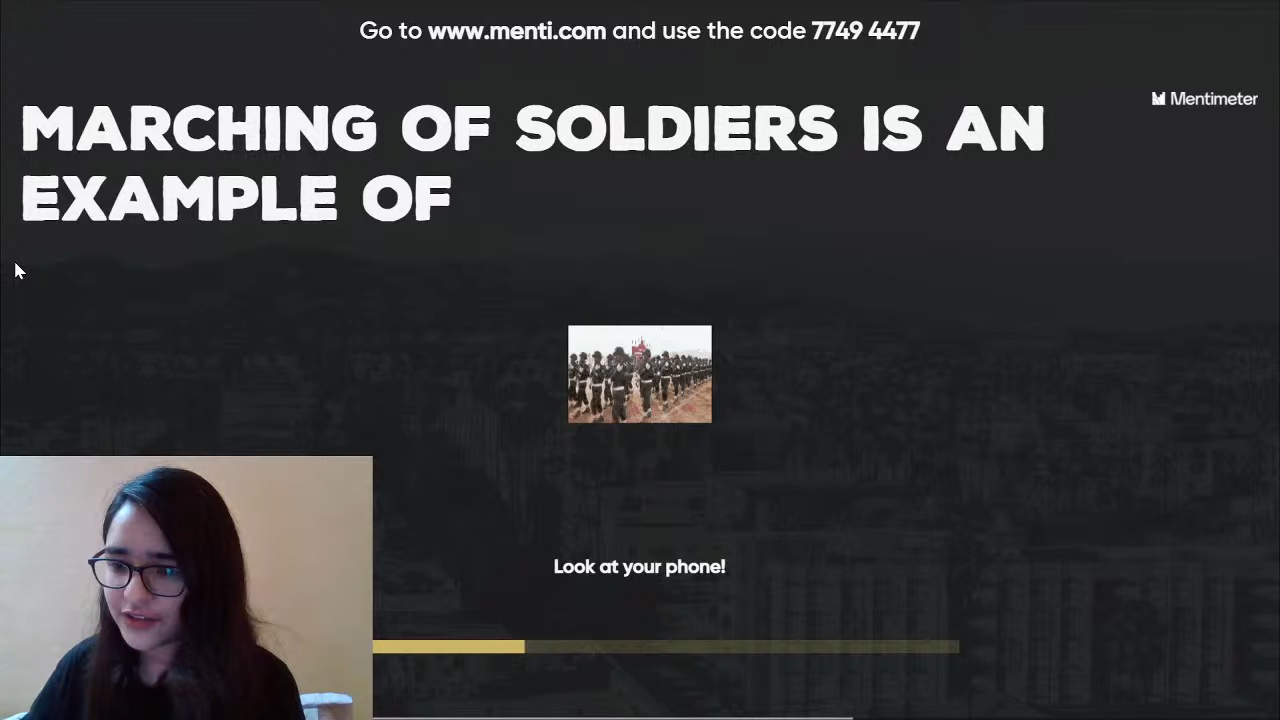 Go to www.menti.com and use the code 7749 4477
Mentimeter
MARCHING OF SOLDIERS IS AN
EXAMPLE OF
Look at your phone!